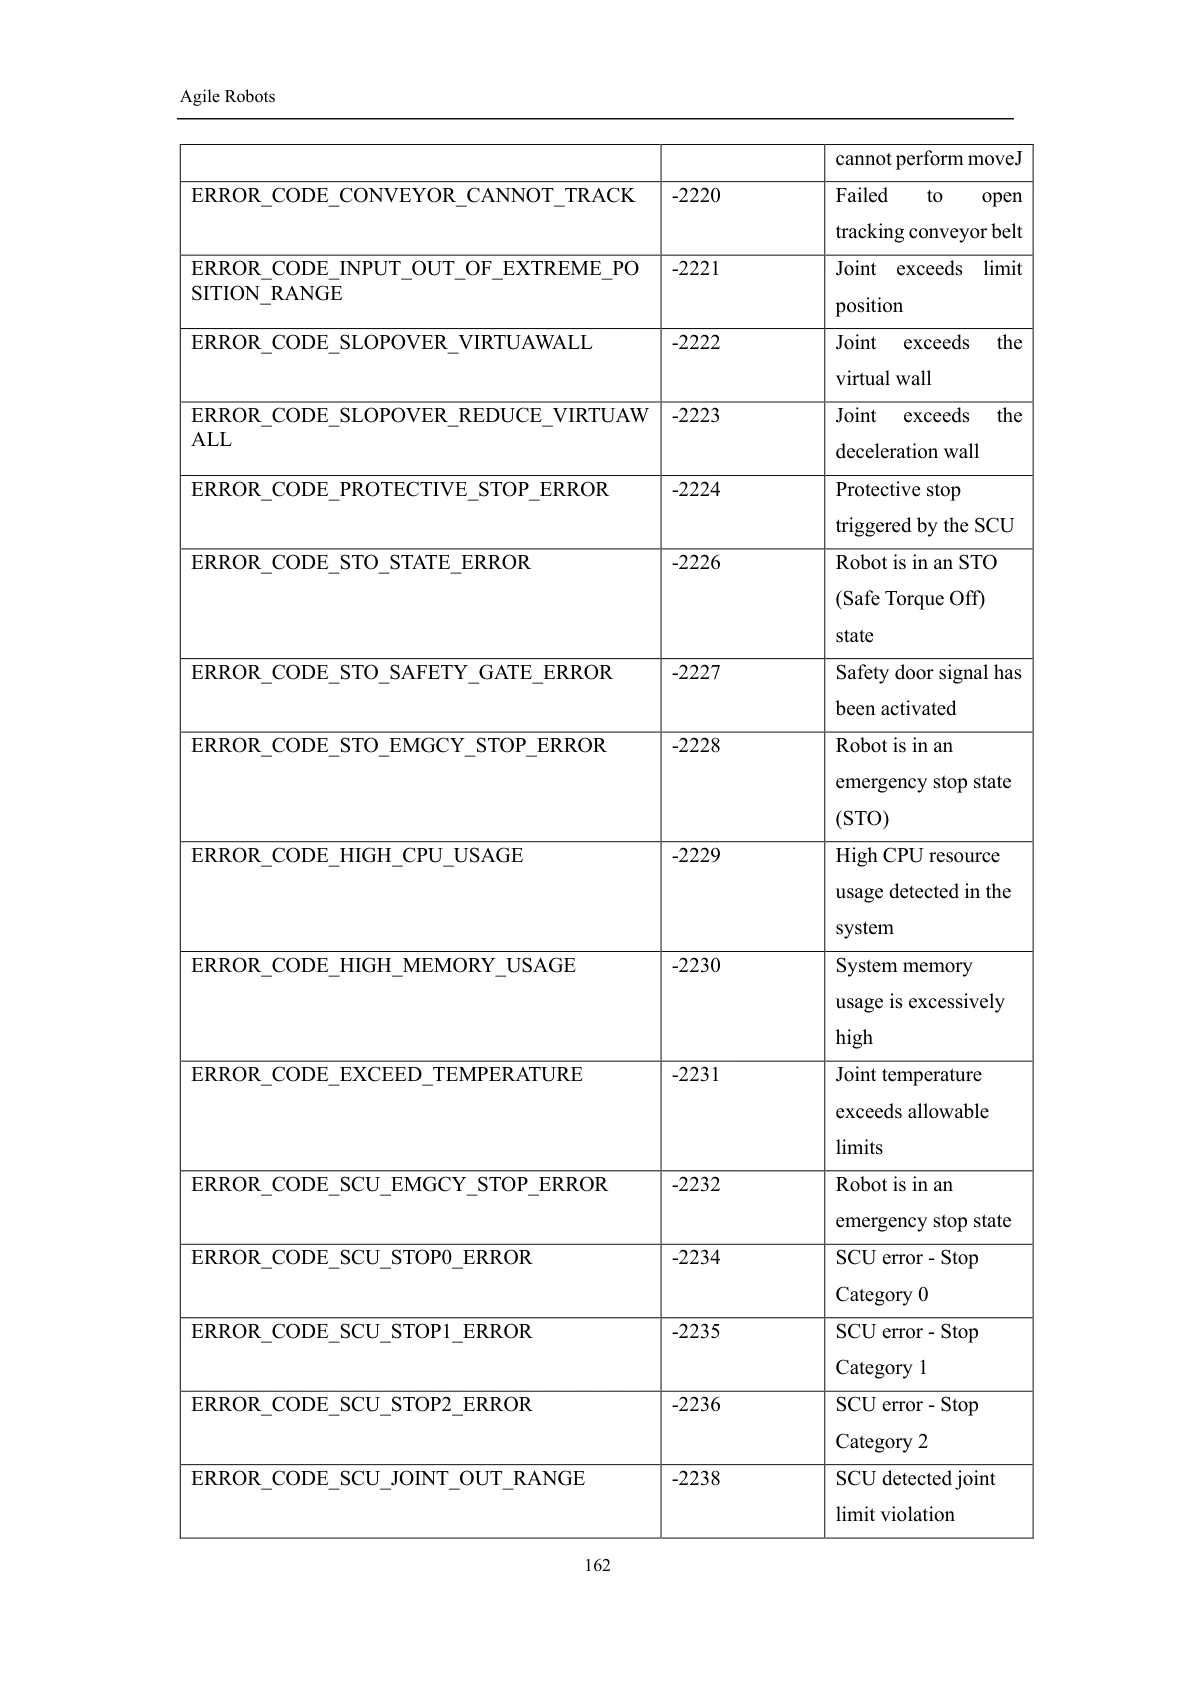 Agile Robots
cannot perform moveJ
ERROR_CODE_CONVEYOR_CANNOT_TRACK -2220 Failed to open
tracking conveyor belt
ERROR_CODE_INPUT_OUT_OF_EXTREME_PO -2221 Joint exceeds limit
SITION_RANGE position
ERROR_CODE_SLOPOVER_VIRTUAWALL -2222 Joint exceeds the
virtual wall
ERROR_CODE_SLOPOVER_REDUCE_VIRTUAW -2223 Joint exceeds the
ALL deceleration wall
ERROR_CODE_PROTECTIVE_STOP_ERROR -2224 Protective stop
triggered by the SCU
ERROR_CODE_STO_STATE_ERROR -2226 Robot is in an STO
(Safe Torque Off)
state
ERROR_CODE_STO_SAFETY_GATE_ERROR -2227 Safety door signal has
been activated
ERROR_CODE_STO_EMGCY_STOP_ERROR -2228 Robot is in an
emergency stop state
(STO)
ERROR_CODE_HIGH_CPU_USAGE -2229 High CPU resource
usage detected in the
system
ERROR_CODE_HIGH_MEMORY_USAGE -2230 System memory
usage is excessively
high
ERROR_CODE_EXCEED_TEMPERATURE -2231 Joint temperature
exceeds allowable
limits
ERROR_CODE_SCU_EMGCY_STOP_ERROR -2232 Robot is in an
emergency stop state
ERROR_CODE_SCU_STOP0_ERROR -2234 SCU error - Stop
Category 0
ERROR_CODE_SCU_STOP1_ERROR -2235 SCU error - Stop
Category 1
ERROR_CODE_SCU_STOP2_ERROR -2236 SCU error - Stop
Category 2
ERROR_CODE_SCU_JOINT_OUT_RANGE -2238 SCU detected joint
limit violation
162